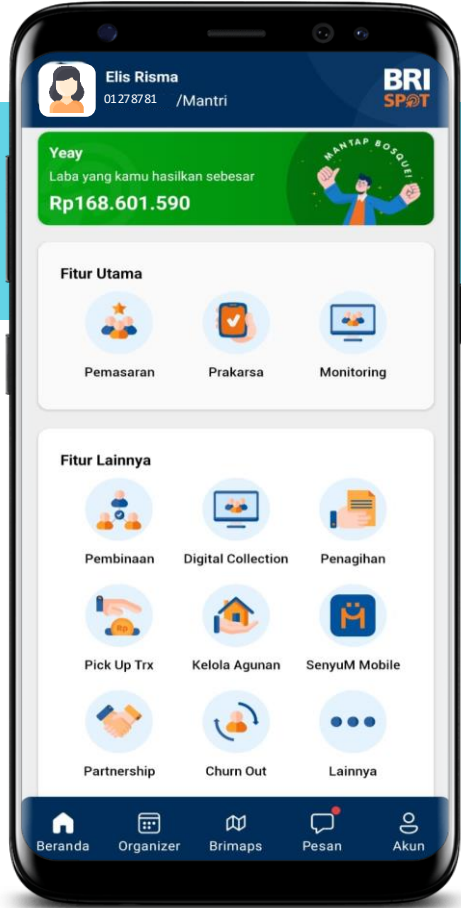 Elis Risma
01278781 /Mantri
BRI
SPOT
Yeay
Laba yang kamu hasilkan sebesar
Rp168.601.590
MANTAP BOSQUE!
Fitur Utama
Pemasaran Prakarsa Monitoring
Fitur Lainnya
Pembinaan Digital Collection Penagihan
Rp
Pick Up Trx Kelola Agunan SenyuM Mobile
Partnership Churn Out Lainnya
Beranda Organizer Brimaps Pesan Akun